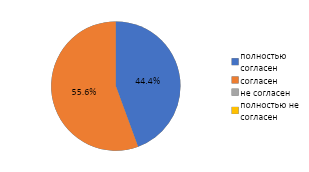 44.4%
55.6%
полностью
согласен
согласен
не согласен
полностью не
согласен